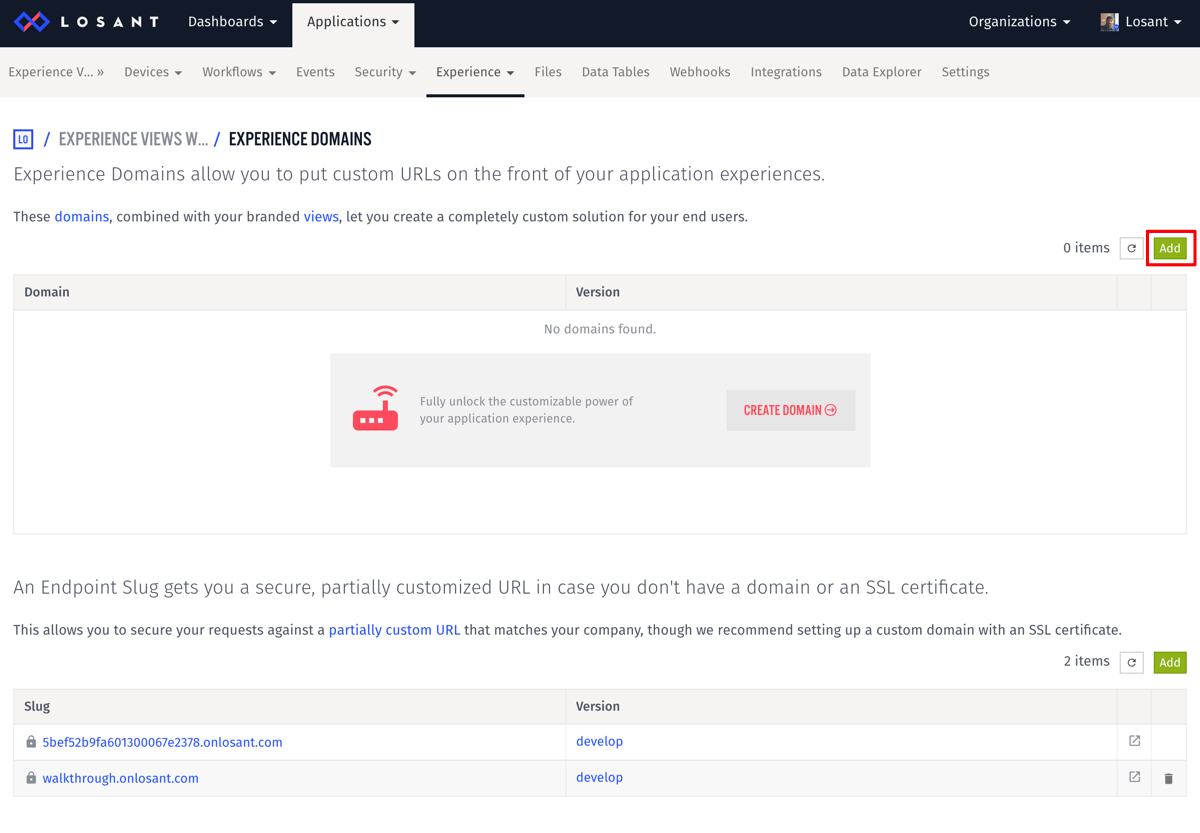 LOSANT Dashboards Applications Organizations Losant
Experience V... » Devices Workflows Events Security Experience Files Data Tables Webhooks Integrations Data Explorer Settings
LO / EXPERIENCE VIEWS W... / EXPERIENCE DOMAINS
Experience Domains allow you to put custom URLs on the front of your application experiences.
These domains, combined with your branded views, let you create a completely custom solution for your end users.
0 items Add
Domain Version
No domains found.
Fully unlock the customizable power of
your application experience.
CREATE DOMAIN
An Endpoint Slug gets you a secure, partially customized URL in case you don't have a domain or an SSL certificate.
This allows you to secure your requests against a partially custom URL that matches your company, though we recommend setting up a custom domain with an SSL certificate.
2 items Add
Slug Version
5bef52b9fa601300067e2378.onlosant.com develop
walkthrough.onlosant.com develop